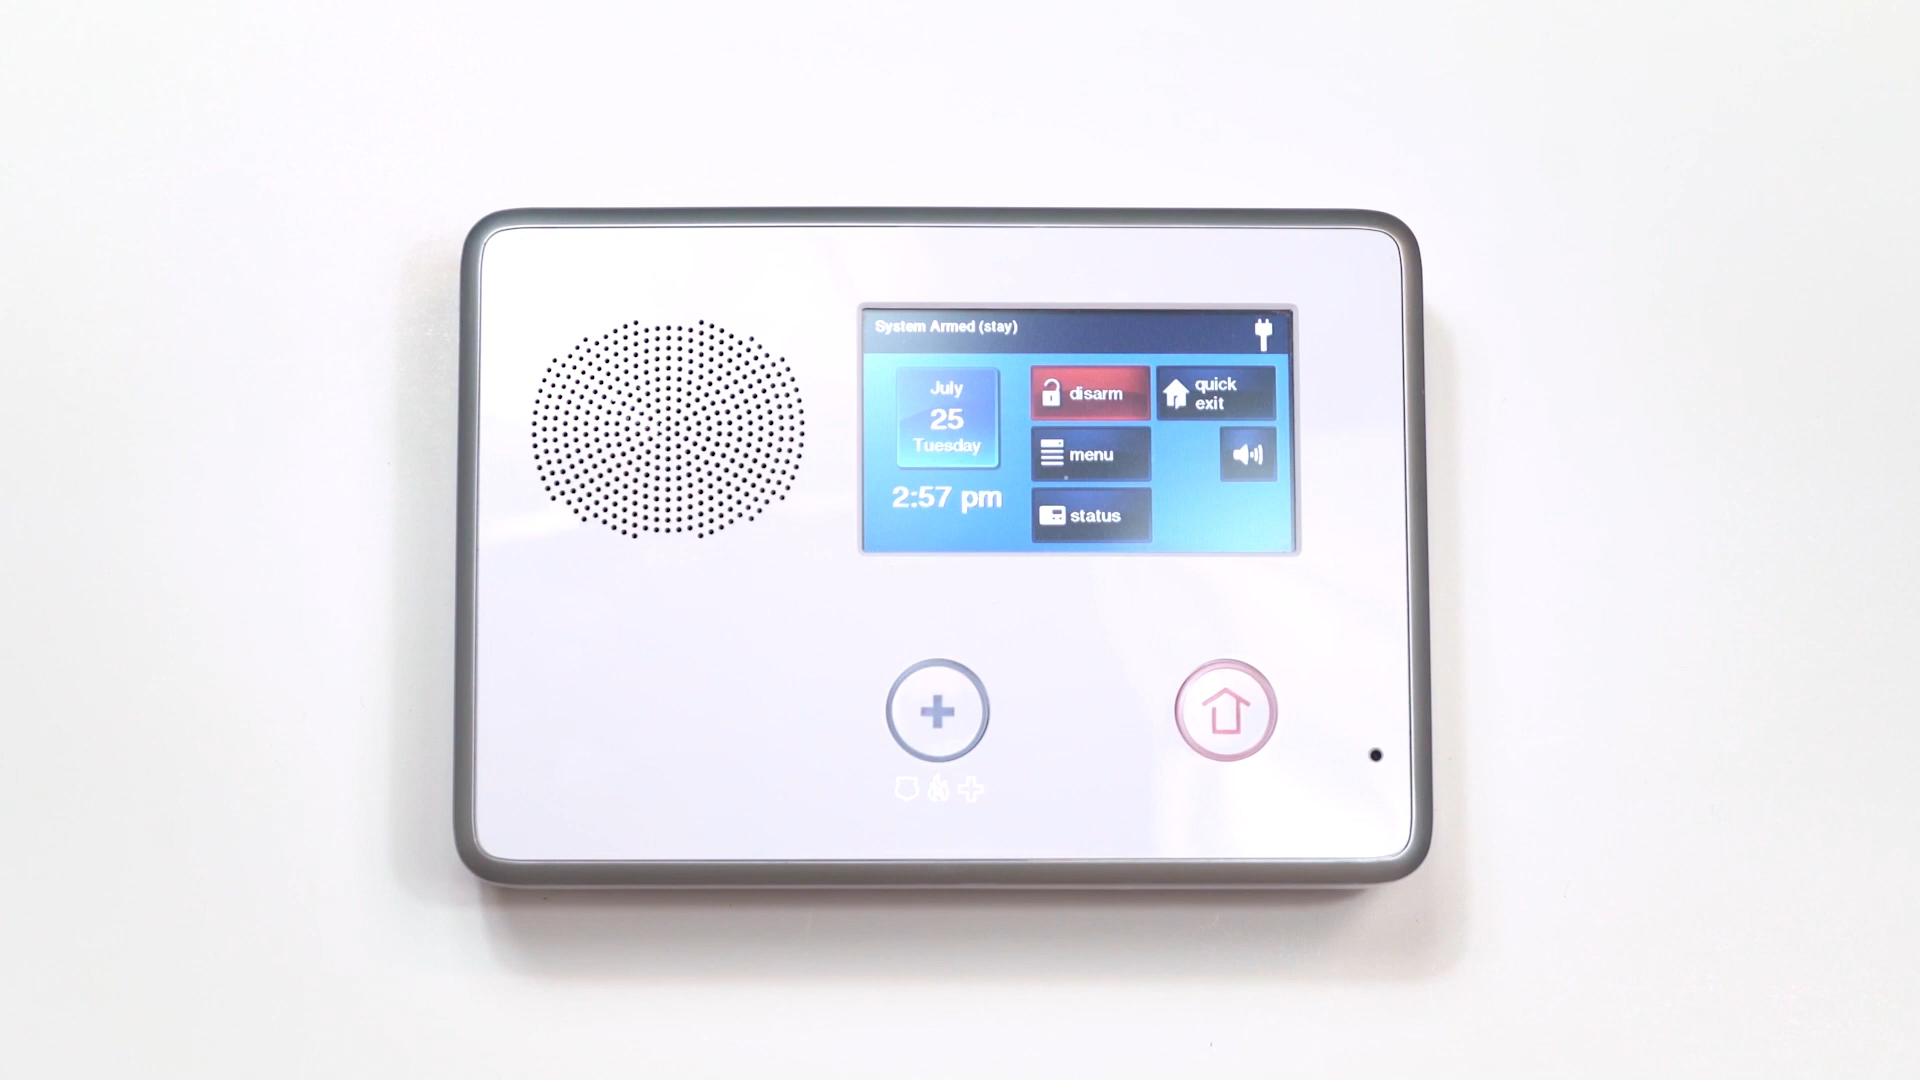 System Armed (stay)
July
25
Tuesday
2:57 pm
disarm
quick
exit
menu
status